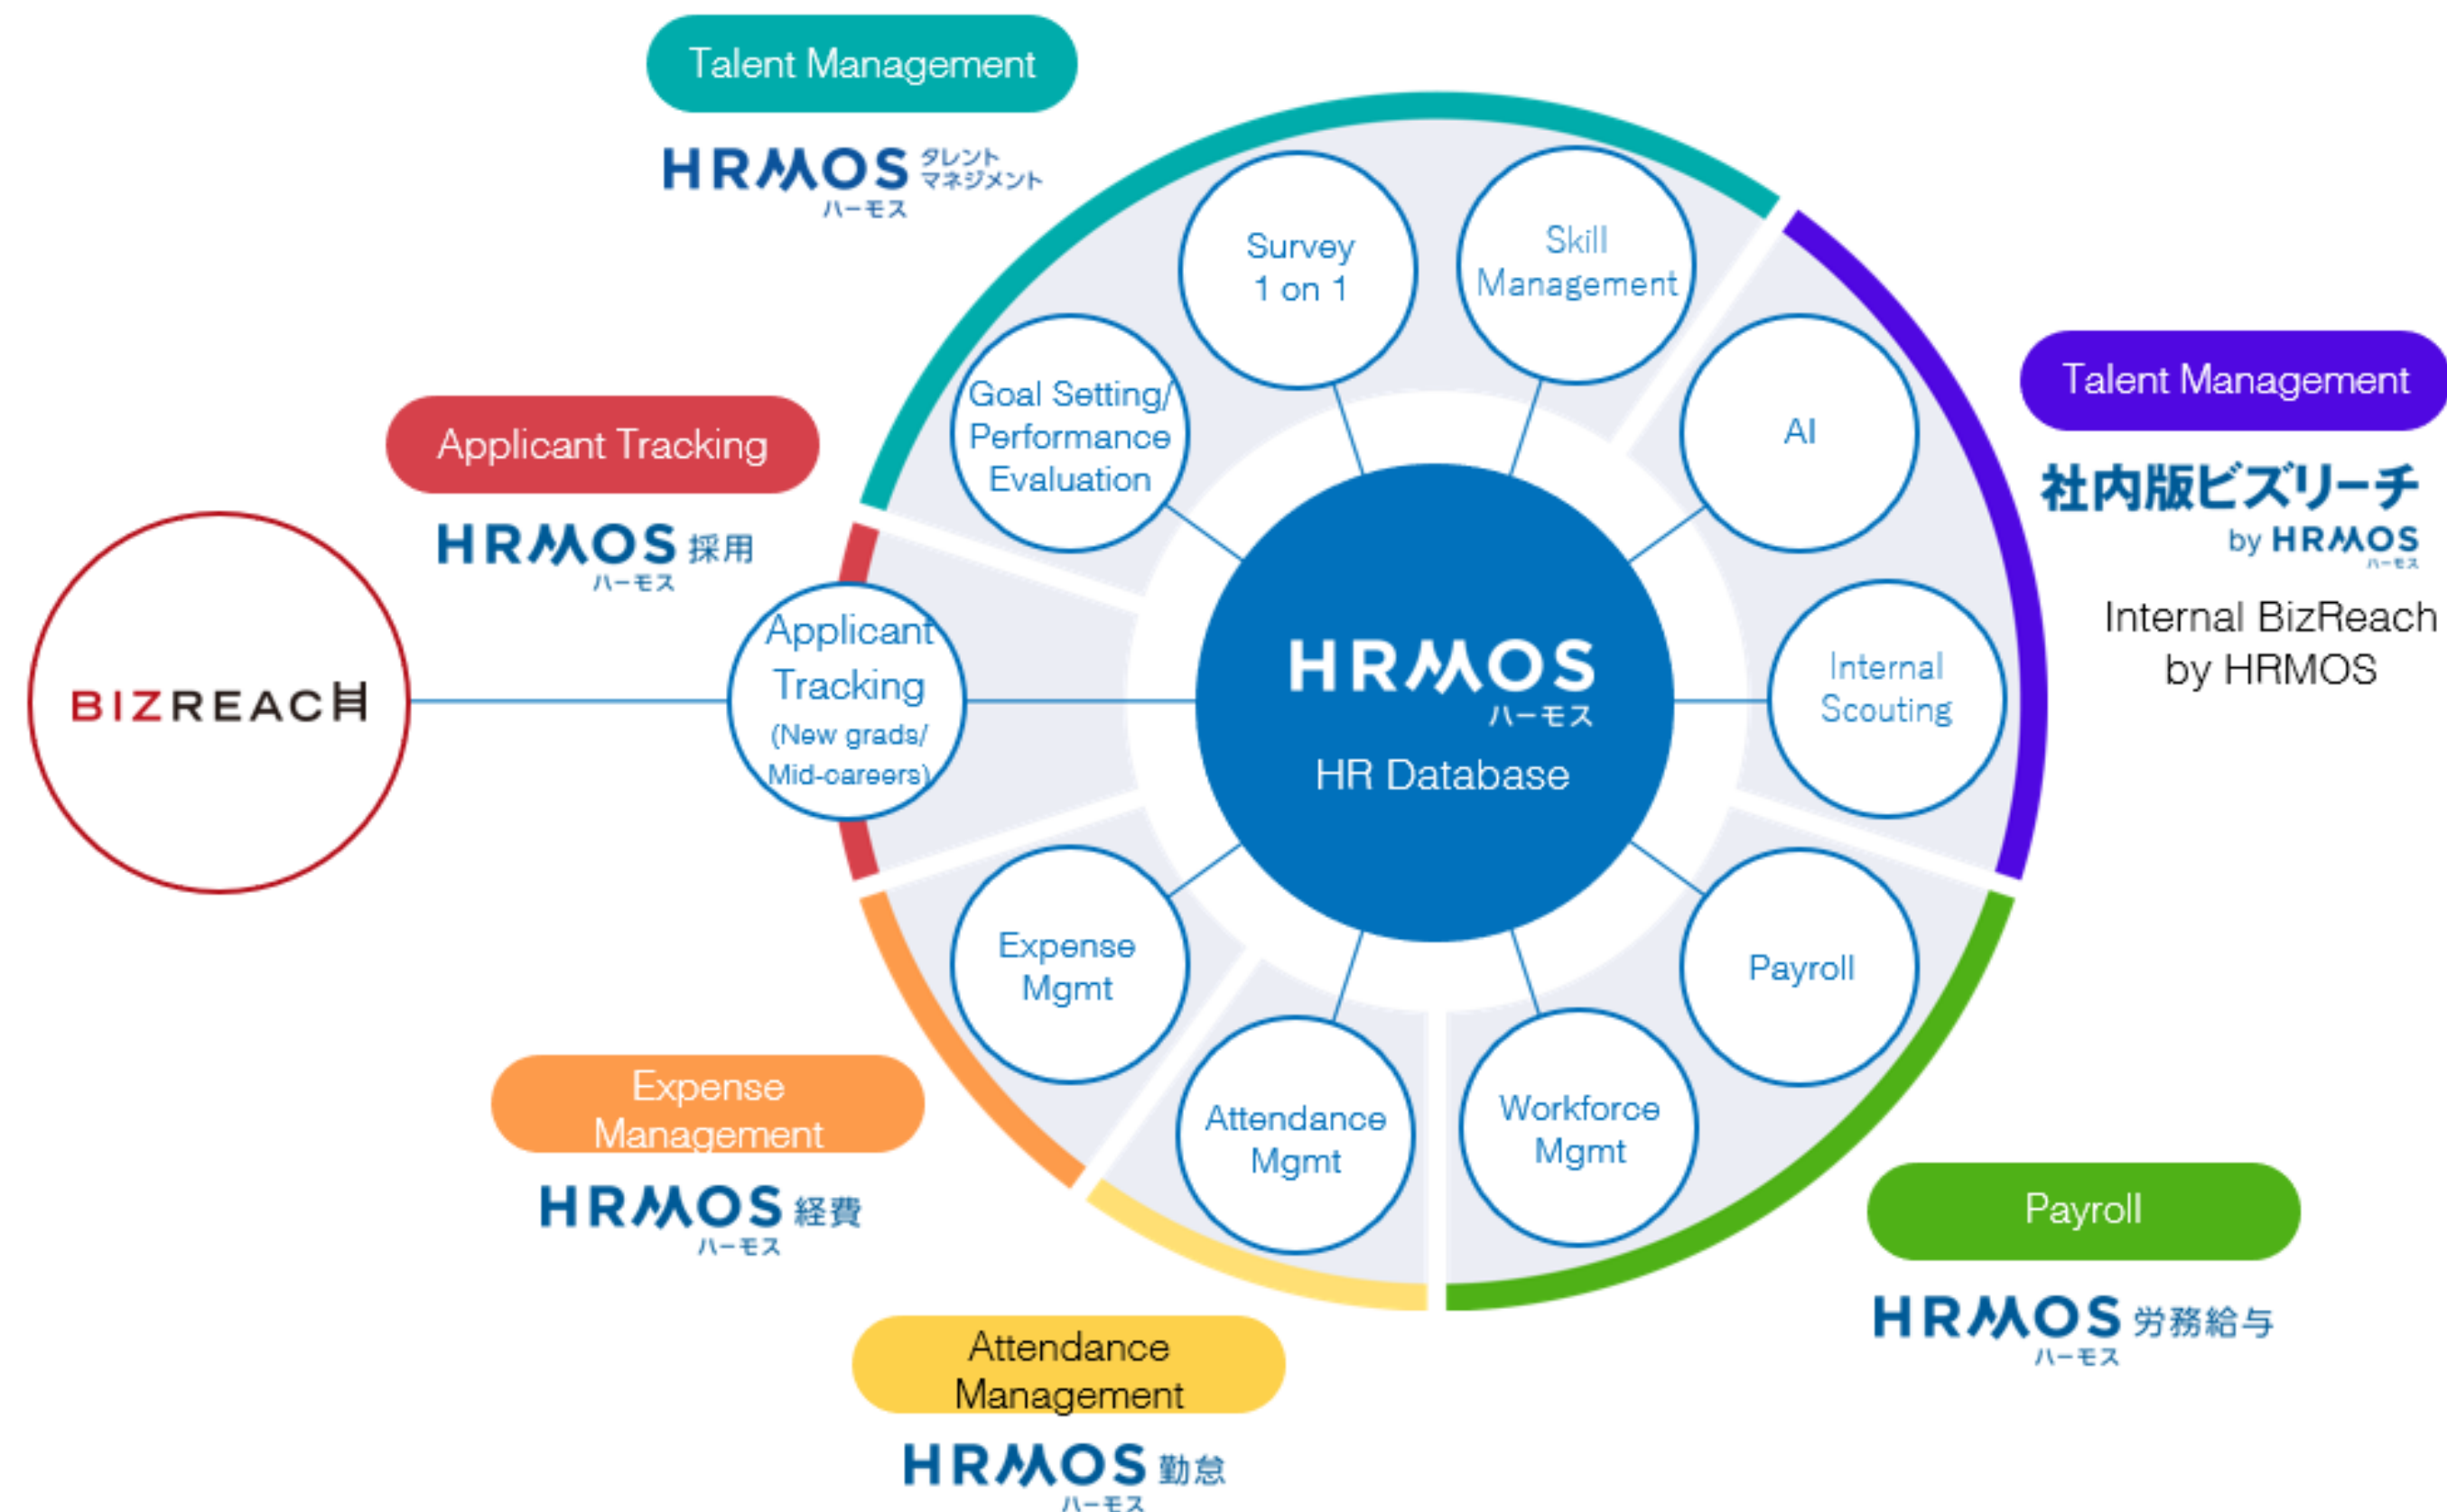 Talent Management
HRMOS タレント
マネジメント
ハーモス
Survey
1 on 1
Skill
Management
Goal Setting/
Performance
Evaluation
AI
Talent Management
社内版ビズリーチ
by HRMOS
ハーモス
Internal BizReach
by HRMOS
Applicant Tracking
HRMOS 採用
ハーモス
BIZREACH
Applicant
Tracking
(New grads/
Mid-careers)
HRMOS
ハーモス
HR Database
Internal
Scouting
Expense
Mgmt
Attendance
Mgmt
Workforce
Mgmt
Payroll
Expense
Management
HRMOS 経費
ハーモス
Payroll
HRMOS 労務給与
ハーモス
Attendance
Management
HRMOS 勤怠
ハーモス